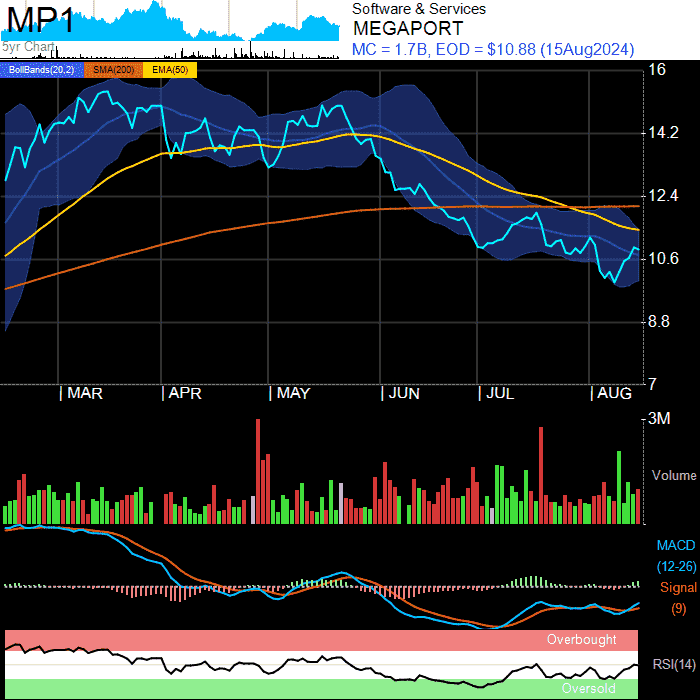 MP1
5yr Chart
Software & Services
MEGAPORT
MC = 1.7B, EOD = $10.88 (15Aug2024)
BollBands(20,2) SMA(200) EMA(50)
16
14.2
12.4
10.6
8.8
7
| MAR | APR | MAY | JUN | JUL | AUG
3M
Volume
MACD
(12-26)
Signal
(9)
Overbought
RSI(14)
Oversold